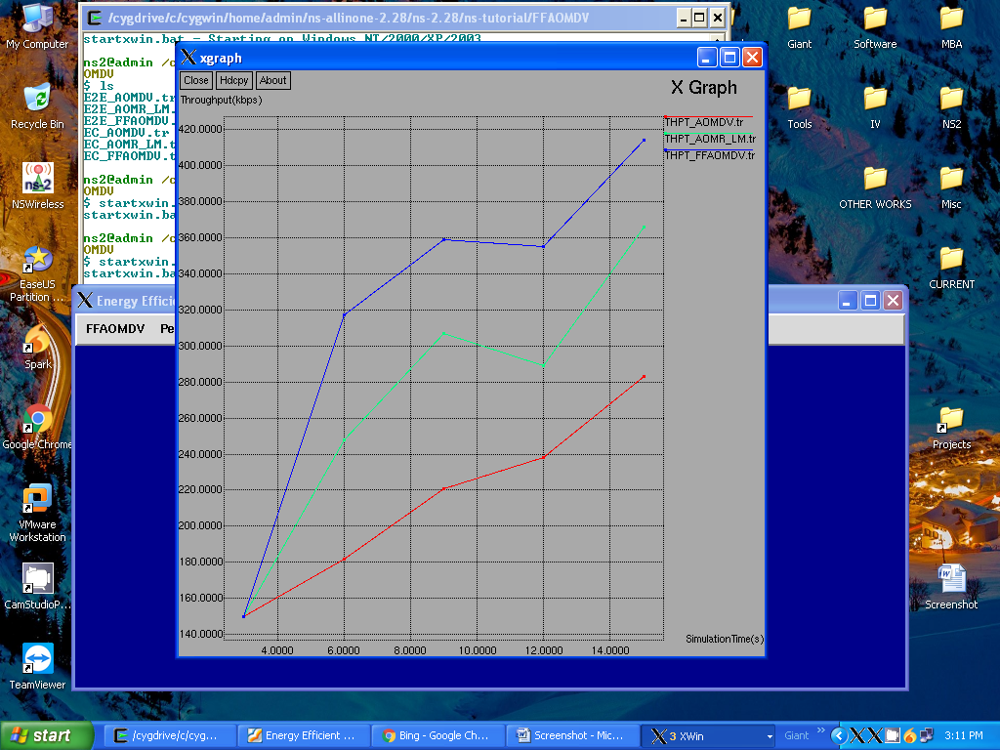 /cygdrive/c/cygwin/home/admin/ns-allinone-2.28/ns-2.28/ns-tutorial/FFAOMDV
startxwin.bat - Starting on Windows NT/2000/XP/2003
ns2@admin /c
OMDV
$ ls
E2E_AOMDV.tr
E2E_AOMR_LM.
E2E_FFAOMDV.
EC_AOMDV.tr
EC_AOMR_LM.t
EC_FFAOMDV.t
ns2@admin /c
OMDV
$ startxwin.
startxwin.ba
ns2@admin /c
OMDV
$ startxwin.
startxwin.bat
xgraph
Close
Hdcpy
About
X Graph
Throughput(kbps)
THPT_AOMDV.tr
THPT_AOMR_LM.tr
THPT_FFAOMDV.tr
420.0000
400.0000
380.0000
360.0000
340.0000
320.0000
300.0000
280.0000
260.0000
240.0000
220.0000
200.0000
180.0000
160.0000
140.0000
4.0000
6.0000
8.0000
10.0000
12.0000
14.0000
SimulationTime(s)
Energy Efficie
FFAOMDV
Pe
My Computer
Recycle Bin
ns-2
NSWireless
EaseUS
Partition ...
Spark
Google Chrome
VMware
Workstation
CamStudioP...
TeamViewer
Giant
Software
MBA
Tools
IV
NS2
OTHER WORKS
Misc
CURRENT
Projects
Screenshot
start
/cygdrive/c/cyg...
Energy Efficient ...
Bing - Google Ch...
Screenshot - Mic...
3 XWin
Giant
3:11 PM